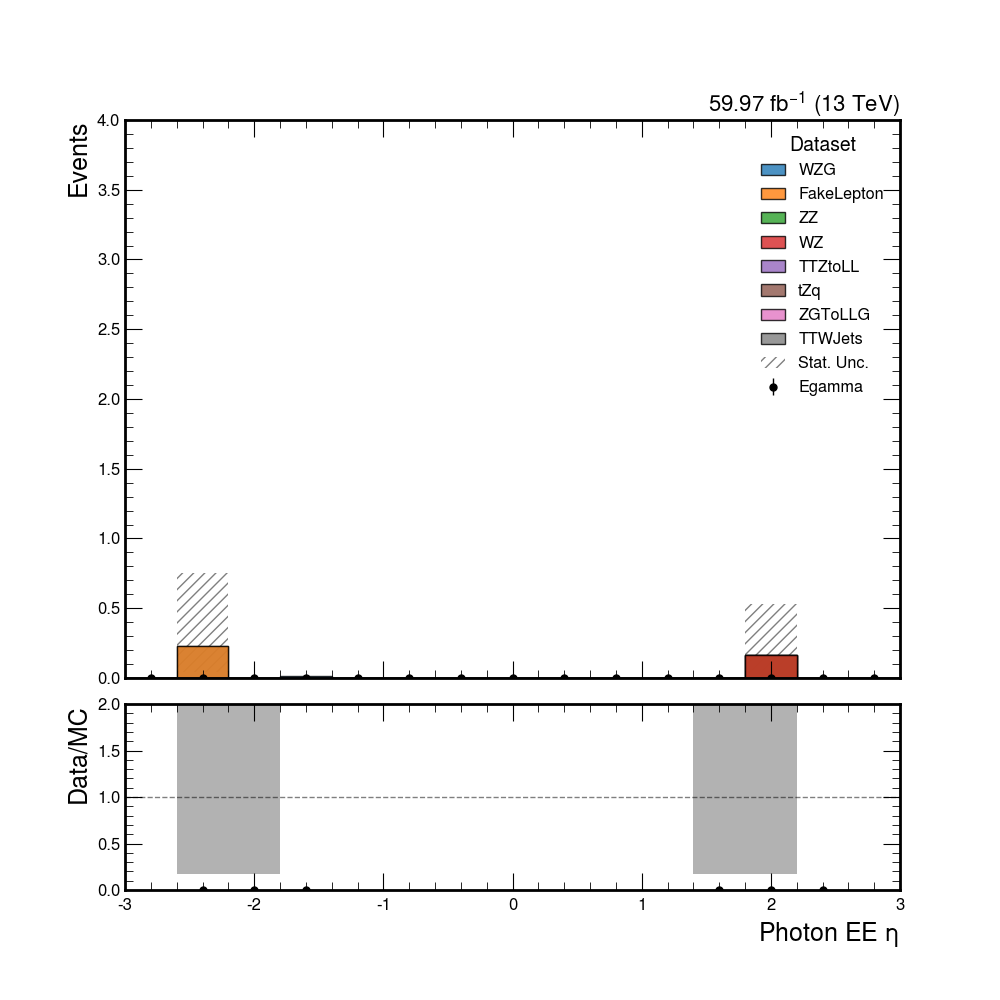 59.97 fb⁻¹ (13 TeV)
Events
4.0
3.5
3.0
2.5
2.0
1.5
1.0
0.5
0.0
Dataset
WZG
FakeLepton
ZZ
WZ
TTZtoLL
tZq
ZGToLLG
TTWJets
Stat. Unc.
Egamma
Data/MC
2.0
1.5
1.0
0.5
0.0
-3 -2 -1 0 1 2 3
Photon EE η